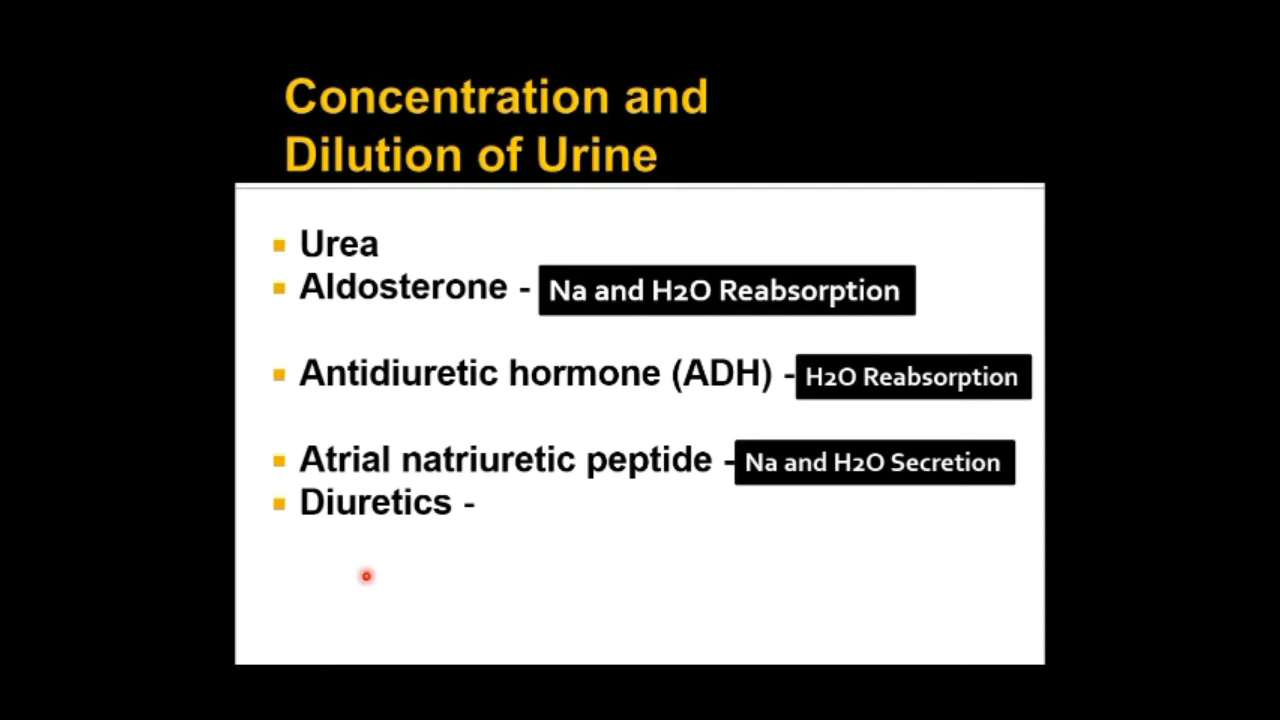 Concentration and
Dilution of Urine
Urea
Aldosterone - Na and H2O Reabsorption
Antidiuretic hormone (ADH) - H2O Reabsorption
Atrial natriuretic peptide - Na and H2O Secretion
Diuretics -